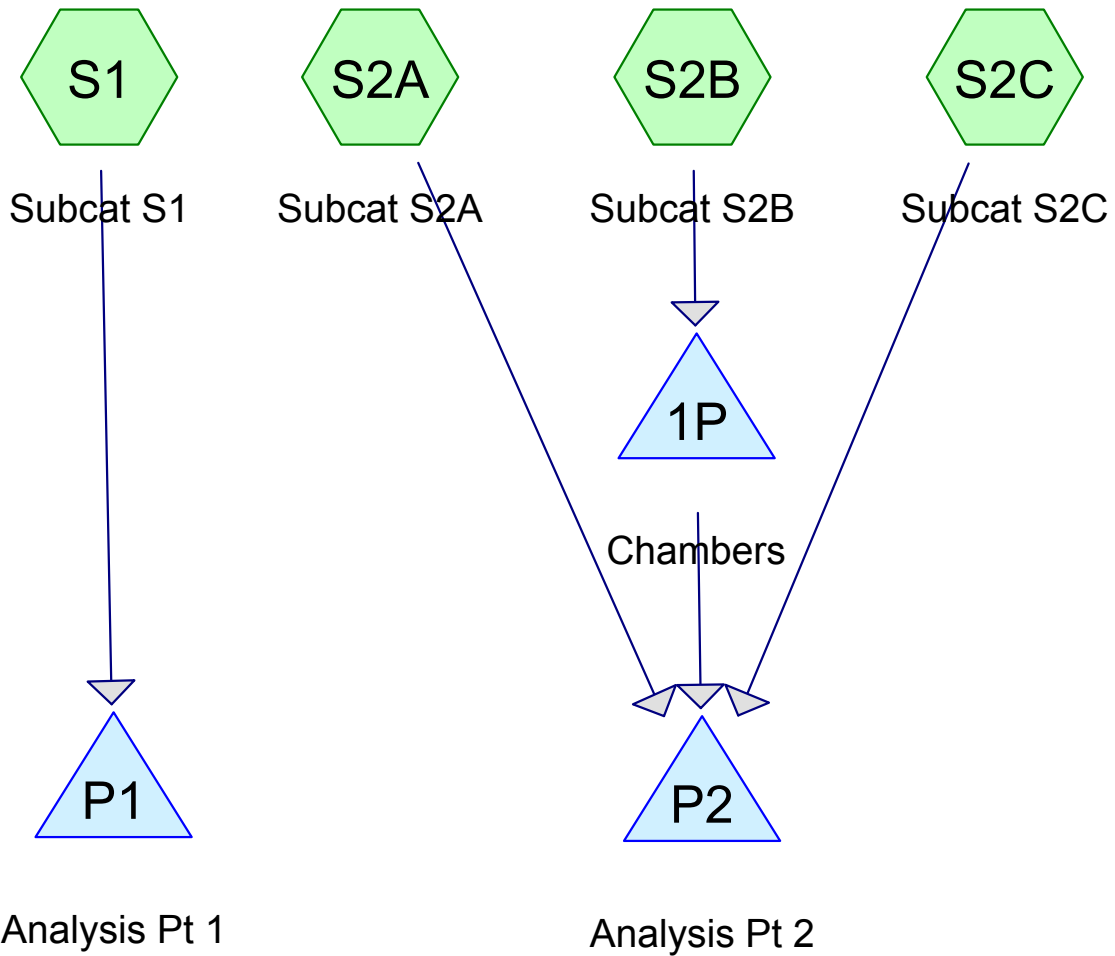 S1
S2A
S2B
S2C
Subcat S1
Subcat S2A
Subcat S2B
Subcat S2C
1P
Chambers
P1
P2
Analysis Pt 1
Analysis Pt 2